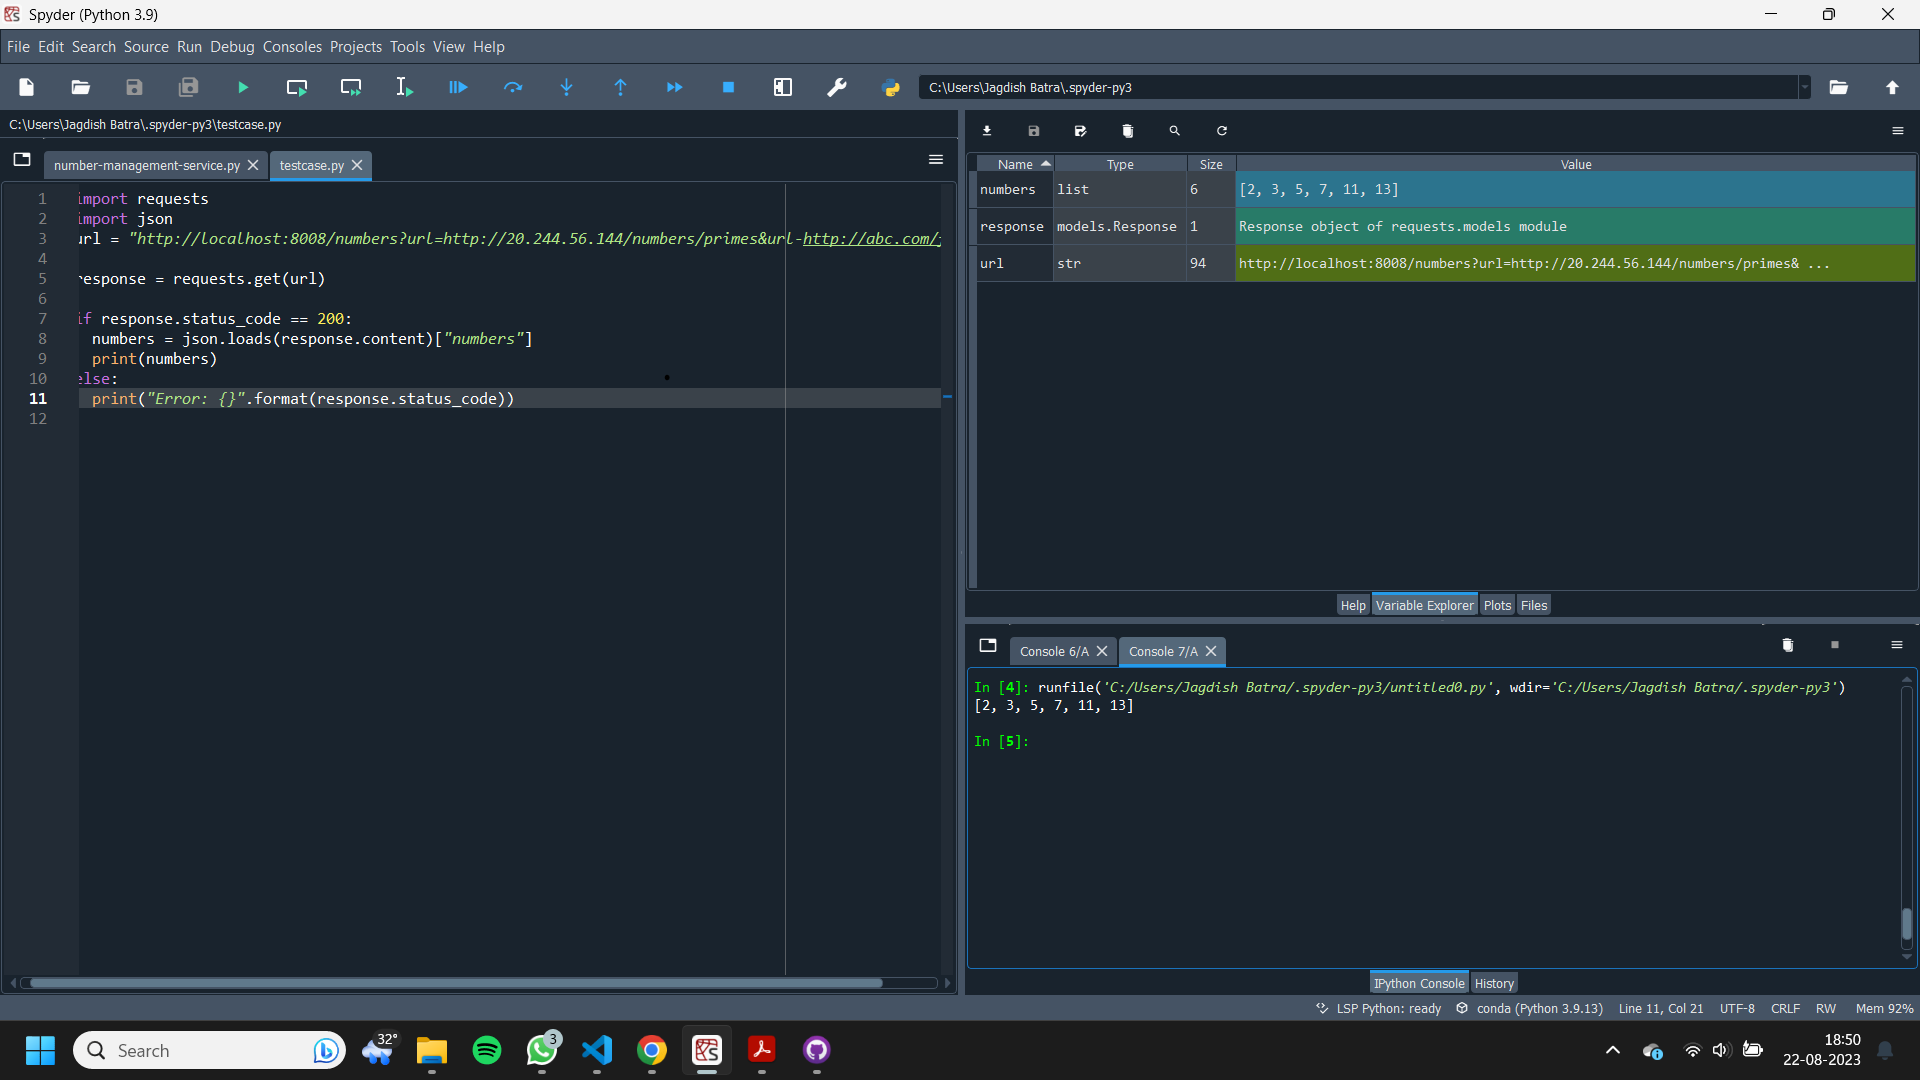 Spyder (Python 3.9)
File Edit Search Source Run Debug Consoles Projects Tools View Help
C:\Users\Jagdish Batra\.spyder-py3
C:\Users\Jagdish Batra\.spyder-py3\testcase.py
number-management-service.py
testcase.py
1 import requests
2 import json
3 url = "http://localhost:8008/numbers?url=http://20.244.56.144/numbers/primes&url-http://abc.com/
4
5 response = requests.get(url)
6
7 if response.status_code == 200:
8 numbers = json.loads(response.content)["numbers"]
9 print(numbers)
10 else:
11 print("Error: {}".format(response.status_code))
12
Name Type Size Value
numbers list 6 [2, 3, 5, 7, 11, 13]
response models.Response 1 Response object of requests.models module
url str 94 http://localhost:8008/numbers?url=http://20.244.56.144/numbers/primes& ...
Help Variable Explorer Plots Files
Console 6/A Console 7/A
In [4]: runfile('C:/Users/Jagdish Batra/.spyder-py3/untitled0.py', wdir='C:/Users/Jagdish Batra/.spyder-py3')
[2, 3, 5, 7, 11, 13]
In [5]:
IPython Console History
LSP Python: ready conda (Python 3.9.13) Line 11, Col 21 UTF-8 CRLF RW Mem 92%
Search
32°
3
18:50
22-08-2023